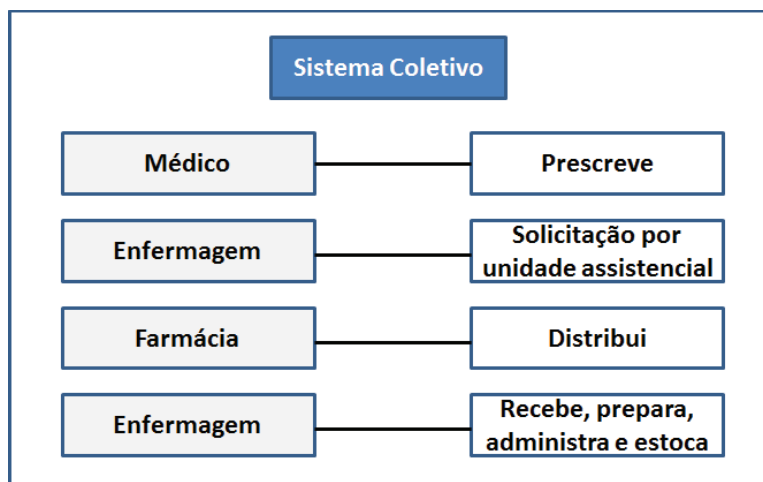 Sistema Coletivo
Médico
Prescreve
Enfermagem
Solicitação por
unidade assistencial
Farmácia
Distribui
Enfermagem
Recebe, prepara,
administra e estoca